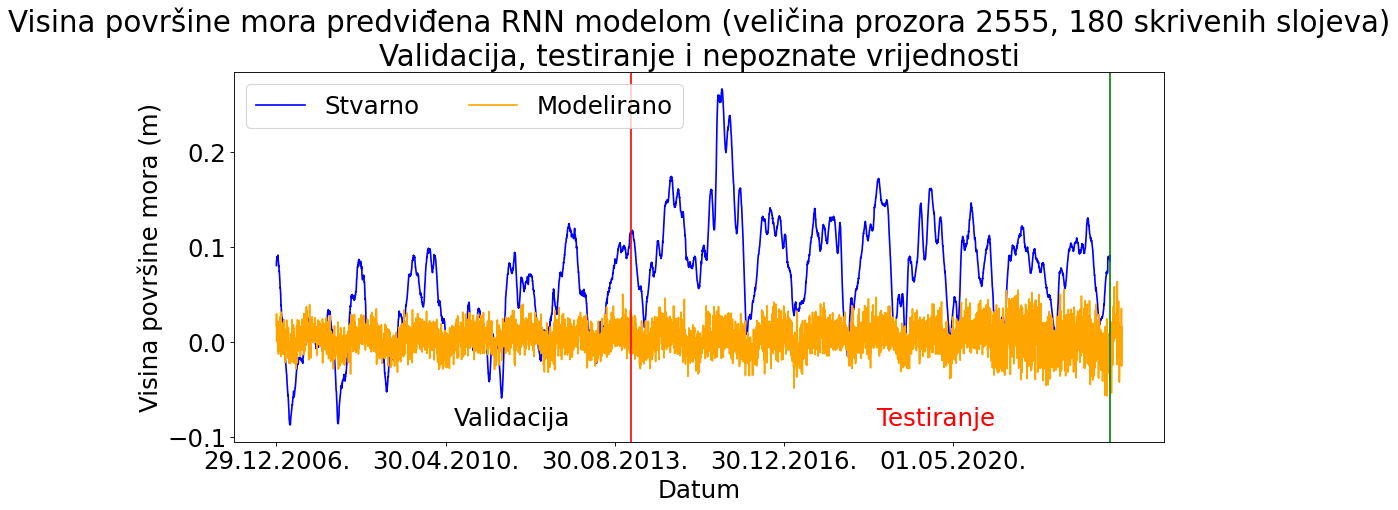 Visina površine mora predviđena RNN modelom (veličina prozora 2555, 180 skrivenih slojeva)
Validacija, testiranje i nepoznate vrijednosti
Stvarno
Modelirano
Visina površine mora (m)
0.2
0.1
0.0
−0.1
Validacija
Testiranje
29.12.2006.
30.04.2010.
30.08.2013.
30.12.2016.
01.05.2020.
Datum